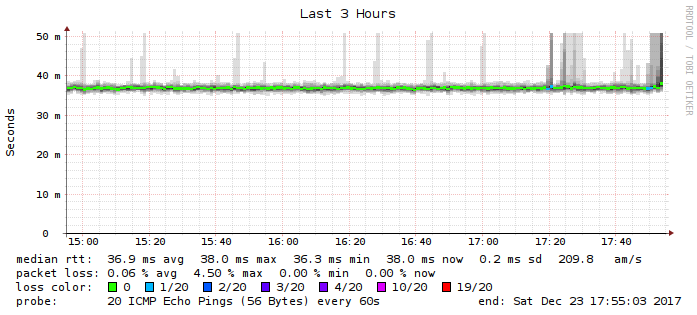 Last 3 Hours
RRDTOOL / TOBI OETIKER
Seconds
50 m
40 m
30 m
20 m
10 m
0
15:00 15:20 15:40 16:00 16:20 16:40 17:00 17:20 17:40
median rtt: 36.9 ms avg 38.0 ms max 36.3 ms min 38.0 ms now 0.2 ms sd 209.8 am/s
packet loss: 0.06 % avg 4.50 % max 0.00 % min 0.00 % now
loss color: 0 1/20 2/20 3/20 4/20 10/20 19/20
probe: 20 ICMP Echo Pings (56 Bytes) every 60s end: Sat Dec 23 17:55:03 2017